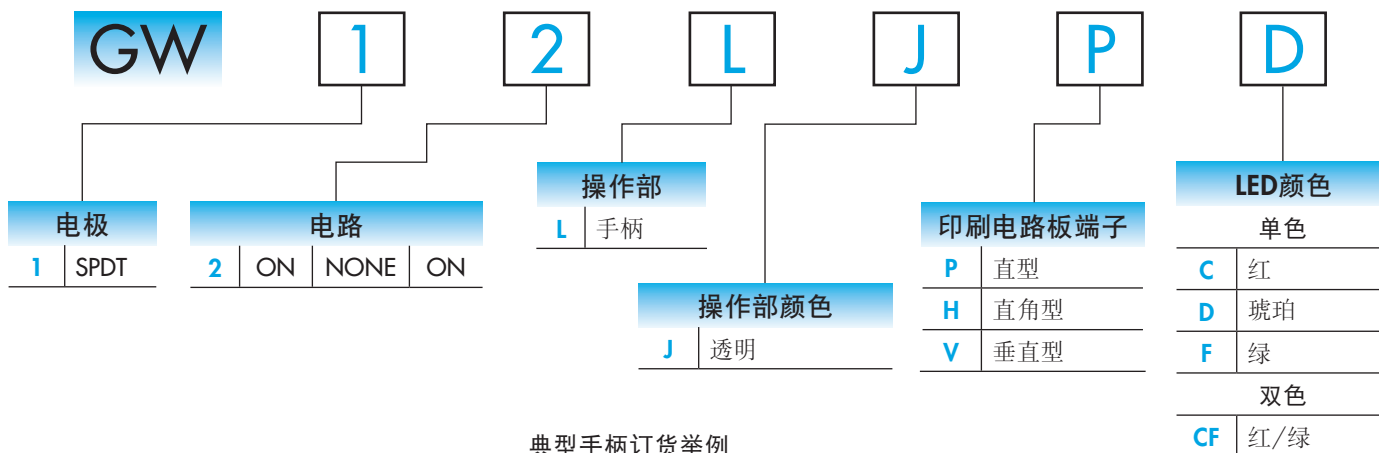 GW 1 2 L J P D
电极
1 SPDT
电路
2 ON NONE ON
操作部
L 手柄
操作部颜色
J 透明
印刷电路板端子
P 直型
H 直角型
V 垂直型
LED颜色
单色
C 红
D 琥珀
F 绿
双色
CF 红/绿
典型手柄订货举例